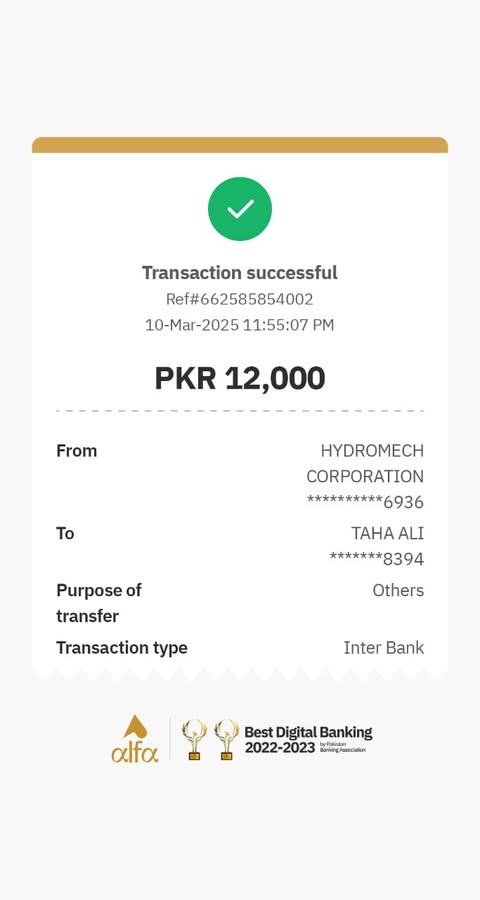 Transaction successful
Ref#662585854002
10-Mar-2025 11:55:07 PM
PKR 12,000
From
HYDROMECH
CORPORATION
**********6936
To
TAHA ALI
*******8394
Purpose of
transfer
Others
Transaction type
Inter Bank
alfa
Best Digital Banking
2022-2023
by Pakistan
Banking Association